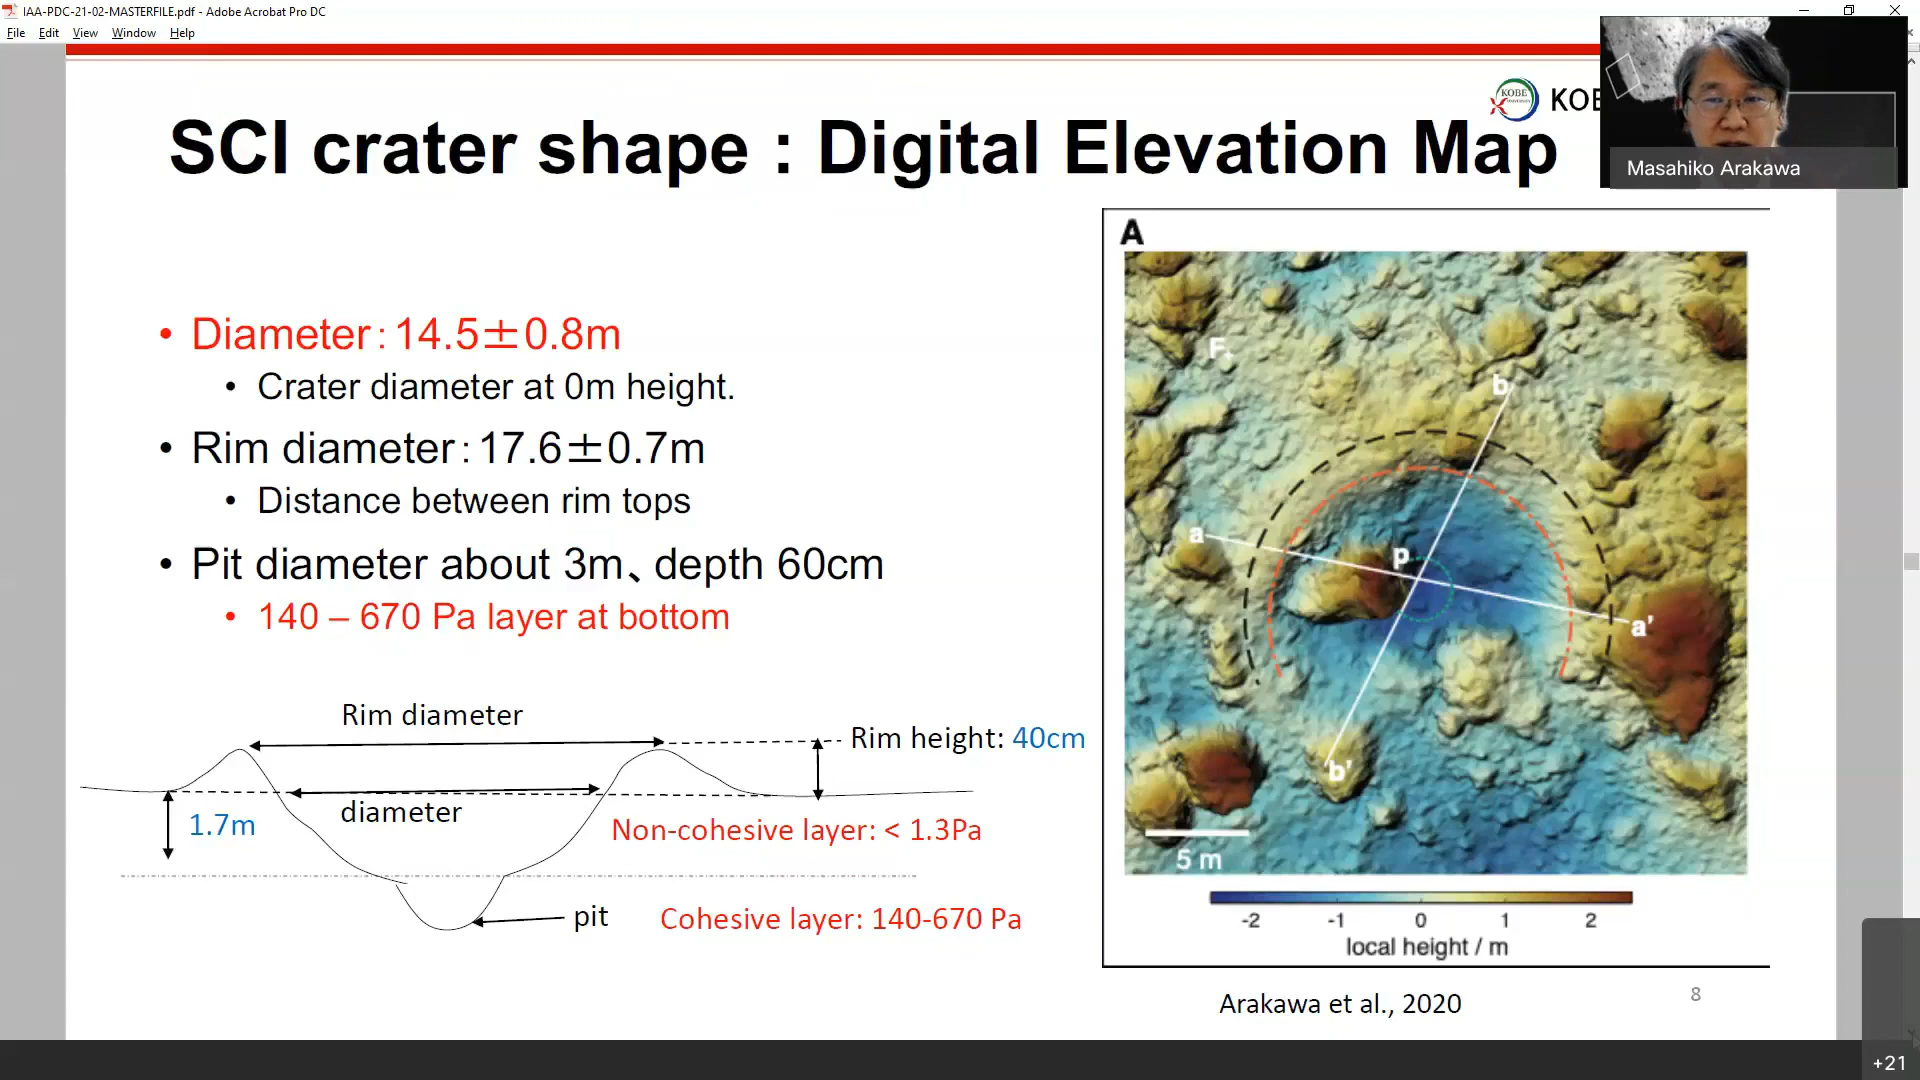 IAA-PDC-21-02-MASTERFILE.pdf - Adobe Acrobat Pro DC
File Edit View Window Help
KOBE
UNIVERSITY
KOB
Masahiko Arakawa
SCI crater shape : Digital Elevation Map
• Diameter:14.5±0.8m
• Crater diameter at 0m height.
• Rim diameter:17.6±0.7m
• Distance between rim tops
• Pit diameter about 3m、depth 60cm
• 140 – 670 Pa layer at bottom
Rim diameter
Rim height: 40cm
diameter
1.7m
Non-cohesive layer: < 1.3Pa
pit
Cohesive layer: 140-670 Pa
A
F
b
a
p
a'
b'
5 m
-2 -1 0 1 2
local height / m
Arakawa et al., 2020
8
+21